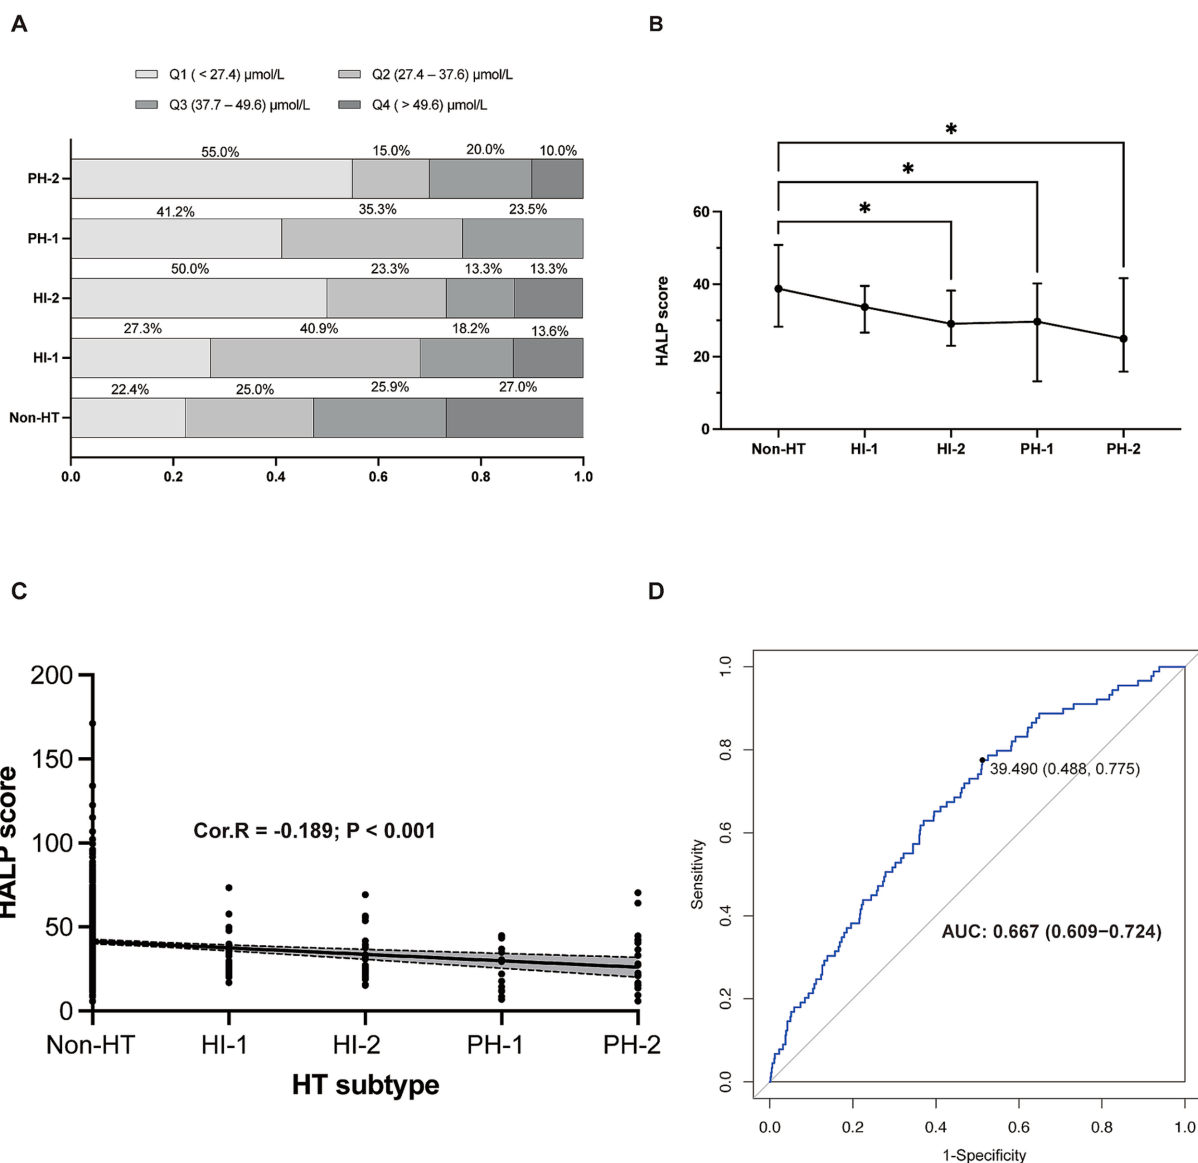 A
Q1 ( < 27.4) μmol/L
Q2 (27.4 – 37.6) μmol/L
Q3 (37.7 – 49.6) μmol/L
Q4 ( > 49.6) μmol/L
55.0% 15.0% 20.0% 10.0%
PH-2
41.2% 35.3% 23.5%
PH-1
50.0% 23.3% 13.3% 13.3%
HI-2
27.3% 40.9% 18.2% 13.6%
HI-1
22.4% 25.0% 25.9% 27.0%
Non-HT
0.0 0.2 0.4 0.6 0.8 1.0
B
* 
*
*
60
40
20
0
HALP score
Non-HT HI-1 HI-2 PH-1 PH-2
C
200
150
100
50
0
HALP score
Cor.R = -0.189; P < 0.001
Non-HT HI-1 HI-2 PH-1 PH-2
HT subtype
D
1.0
0.8
0.6
0.4
0.2
0.0
Sensitivity
39.490 (0.488, 0.775)
AUC: 0.667 (0.609−0.724)
0.0 0.2 0.4 0.6 0.8 1.0
1-Specificity